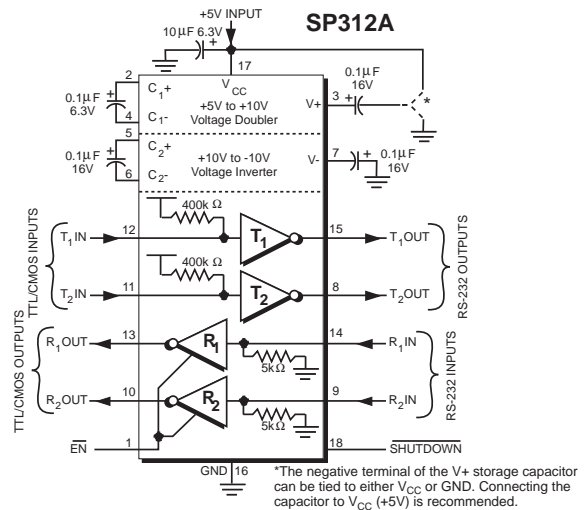 +5V INPUT
SP312A
10µF 6.3V
+
17
2
0.1µF
6.3V
+
4
C1+
C1-
VCC
+5V to +10V
Voltage Doubler
V+
3
+
0.1µF
16V
*
5
0.1µF
16V
+
6
C2+
C2-
+10V to -10V
Voltage Inverter
V-
7
+
0.1µF
16V
TTL/CMOS INPUTS
T1IN
12
400k Ω
T1
15
T1OUT
T2IN
11
400k Ω
T2
8
T2OUT
RS-232 OUTPUTS
TTL/CMOS OUTPUTS
R1OUT
13
R1
14
R1IN
5kΩ
R2OUT
10
R2
9
R2IN
5kΩ
RS-232 INPUTS
EN
1
18
SHUTDOWN
GND
16
*The negative terminal of the V+ storage capacitor
can be tied to either VCC or GND. Connecting the
capacitor to VCC (+5V) is recommended.